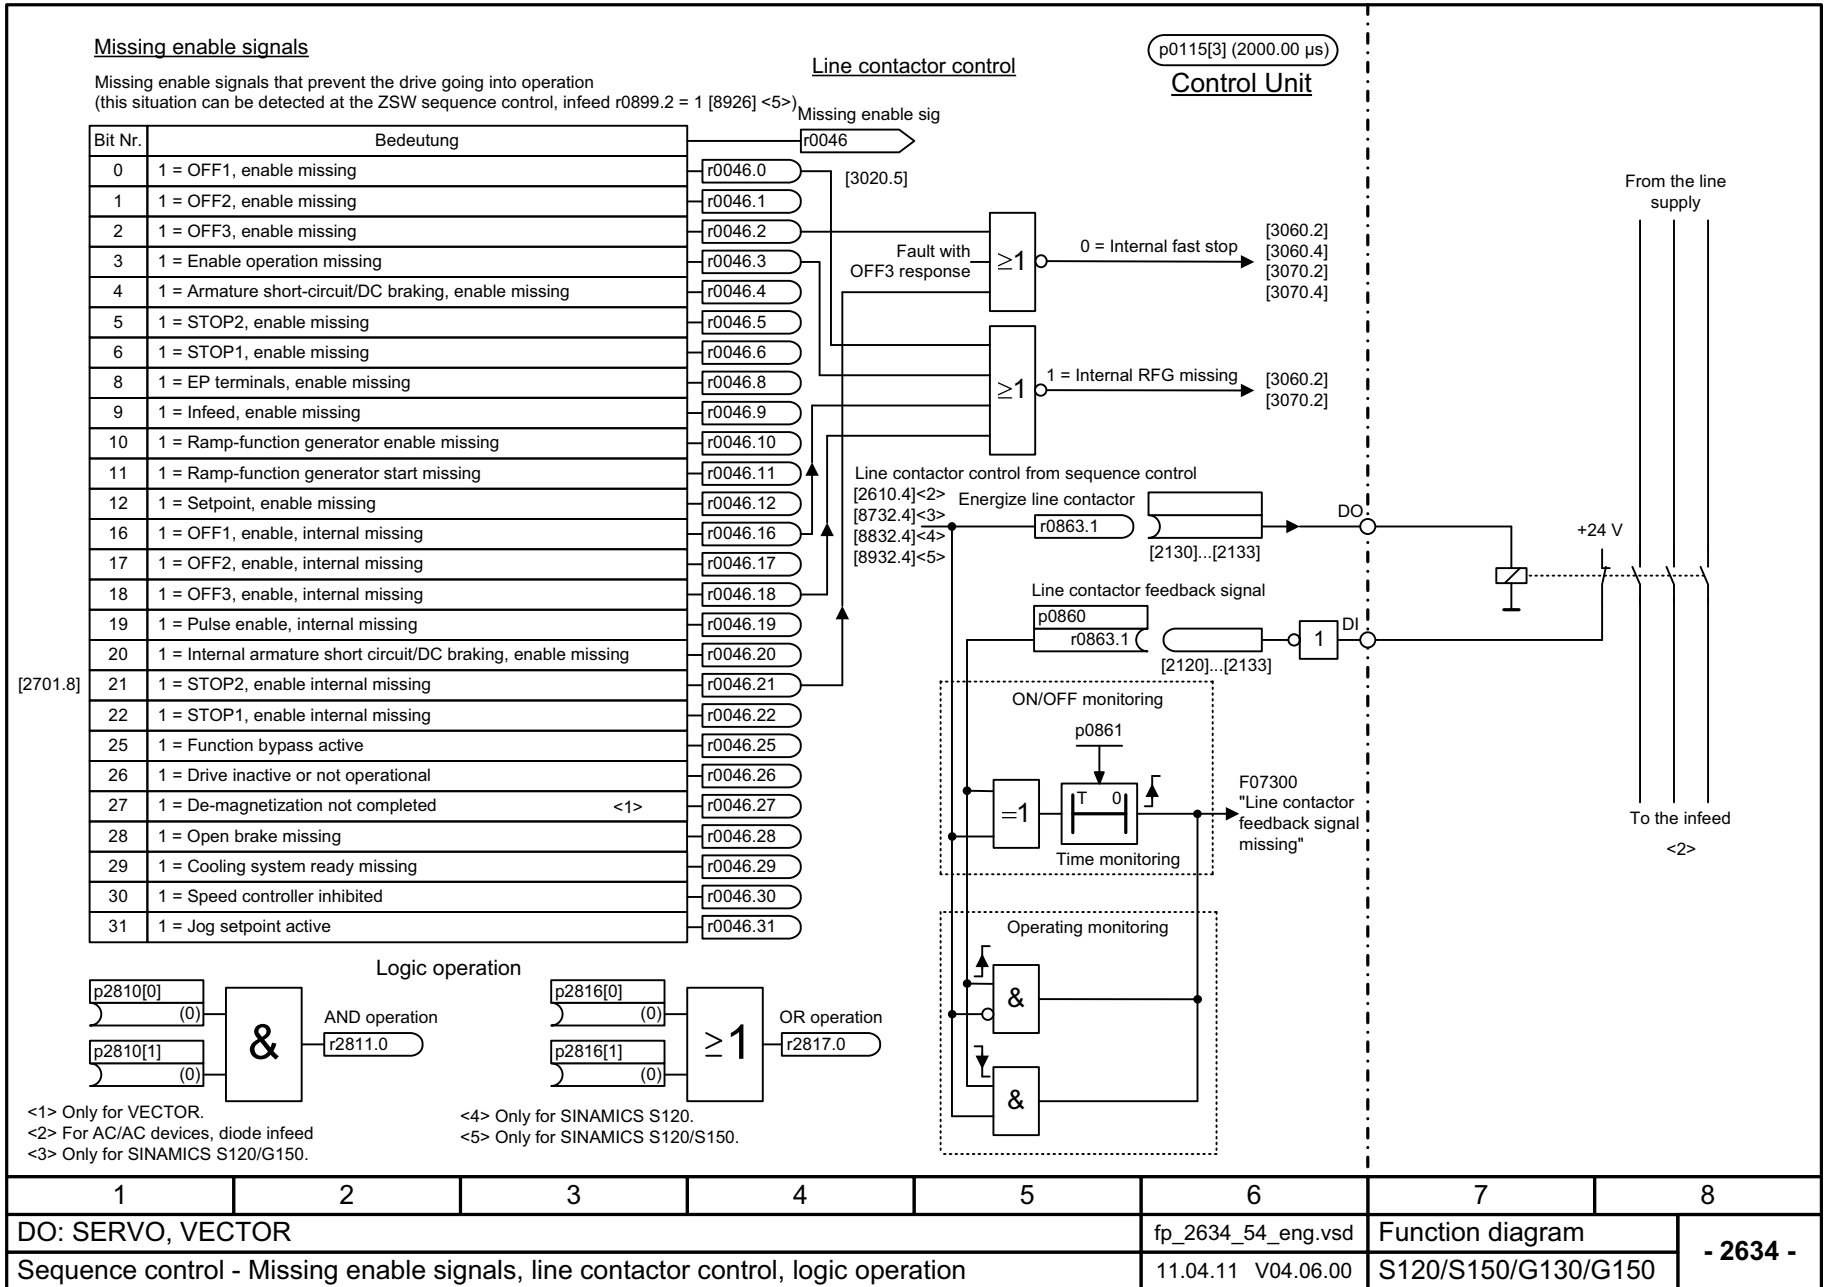 Missing enable signals
Missing enable signals that prevent the drive going into operation
(this situation can be detected at the ZSW sequence control, infeed r0899.2 = 1 [8926] <5>)
Line contactor control
p0115[3] (2000.00 µs)
Control Unit
Missing enable sig
r0046
Bit Nr. Bedeutung
0 1 = OFF1, enable missing r0046.0
1 1 = OFF2, enable missing r0046.1
2 1 = OFF3, enable missing r0046.2
3 1 = Enable operation missing r0046.3
4 1 = Armature short-circuit/DC braking, enable missing r0046.4
5 1 = STOP2, enable missing r0046.5
6 1 = STOP1, enable missing r0046.6
8 1 = EP terminals, enable missing r0046.8
9 1 = Infeed, enable missing r0046.9
10 1 = Ramp-function generator enable missing r0046.10
11 1 = Ramp-function generator start missing r0046.11
12 1 = Setpoint, enable missing r0046.12
16 1 = OFF1, enable, internal missing r0046.16
17 1 = OFF2, enable, internal missing r0046.17
18 1 = OFF3, enable, internal missing r0046.18
19 1 = Pulse enable, internal missing r0046.19
20 1 = Internal armature short circuit/DC braking, enable missing r0046.20
[2701.8] 21 1 = STOP2, enable internal missing r0046.21
22 1 = STOP1, enable internal missing r0046.22
25 1 = Function bypass active r0046.25
26 1 = Drive inactive or not operational r0046.26
27 1 = De-magnetization not completed <1> r0046.27
28 1 = Open brake missing r0046.28
29 1 = Cooling system ready missing r0046.29
30 1 = Speed controller inhibited r0046.30
31 1 = Jog setpoint active r0046.31
[3020.5]
Fault with
OFF3 response
≥1
0 = Internal fast stop
[3060.2]
[3060.4]
[3070.2]
[3070.4]
≥1
1 = Internal RFG missing
[3060.2]
[3070.2]
Line contactor control from sequence control
[2610.4]<2>
[8732.4]<3>
[8832.4]<4>
[8932.4]<5>
Energize line contactor
r0863.1
[2130]...[2133]
DO
Line contactor feedback signal
p0860
r0863.1
[2120]...[2133]
1
DI
+24 V
From the line
supply
To the infeed
<2>
ON/OFF monitoring
p0861
=1
T 0
Time monitoring
F07300
"Line contactor
feedback signal
missing"
Operating monitoring
&
&
Logic operation
p2810[0]
(0)
p2810[1]
(0)
&
AND operation
r2811.0
p2816[0]
(0)
p2816[1]
(0)
≥1
OR operation
r2817.0
<1> Only for VECTOR.
<2> For AC/AC devices, diode infeed
<3> Only for SINAMICS S120/G150.
<4> Only for SINAMICS S120.
<5> Only for SINAMICS S120/S150.
1 2 3 4 5 6 7 8
DO: SERVO, VECTOR fp_2634_54_eng.vsd Function diagram
- 2634 -
Sequence control - Missing enable signals, line contactor control, logic operation 11.04.11 V04.06.00 S120/S150/G130/G150